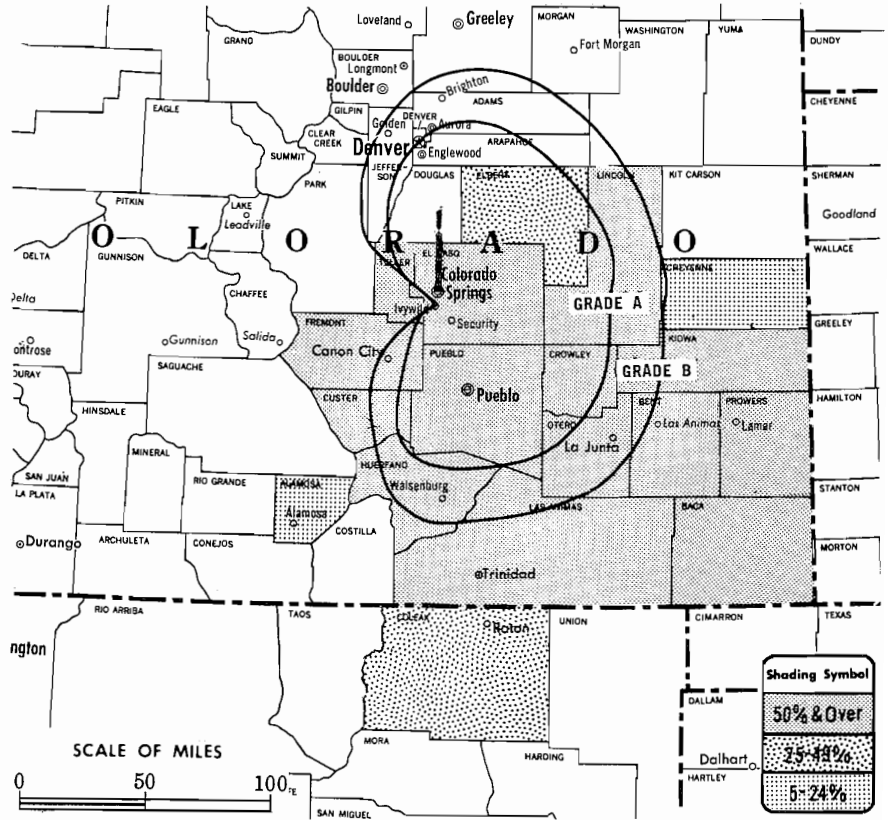 Loveland
Greeley
MORGAN
WASHINGTON
YUMA
DUNDY
GRAND
BOULDER
Longmont
Boulder
Fort Morgan
Brighton
CHEYENNE
EAGLE
GILPIN
ADAMS
DENVER
Golden
Aurora
CLEAR
CREEK
Denver
Englewood
ARAPAHOE
SUMMIT
JEFFER-
SON
DOUGLAS
ELBERT
LINCOLN
KIT CARSON
SHERMAN
PARK
PITKIN
LAKE
Leadville
Goodland
O L O R A D O
DELTA
GUNNISON
TELLER
EL PASO
WALLACE
CHEYENNE
Colorado
Springs
Delta
CHAFFEE
GRADE A
Ivywild
Security
FREMONT
GREELEY
KIOWA
Gunnison
Salida
ontrose
Canon City
PUEBLO
CROWLEY
GRADE B
SAGUACHE
OURAY
Pueblo
HINSDALE
CUSTER
BENT
PROWERS
HAMILTON
OTERO
Las Animas
Lamar
La Junta
MINERAL
HUERFANO
SAN JUAN
RIO GRANDE
ALAMOSA
Walsenburg
STANTON
LA PLATA
LAS ANIMAS
BACA
Alamosa
COSTILLA
Durango
ARCHULETA
CONEJOS
MORTON
Trinidad
RIO ARRIBA
TAOS
COLFAX
Raton
UNION
CIMARRON
TEXAS
ngton
Shading Symbol
DALLAM
50% & Over
SCALE OF MILES
MORA
HARDING
Dalhart
25-49%
0 50 100
HARTLEY
5-24%
SAN MIGUEL